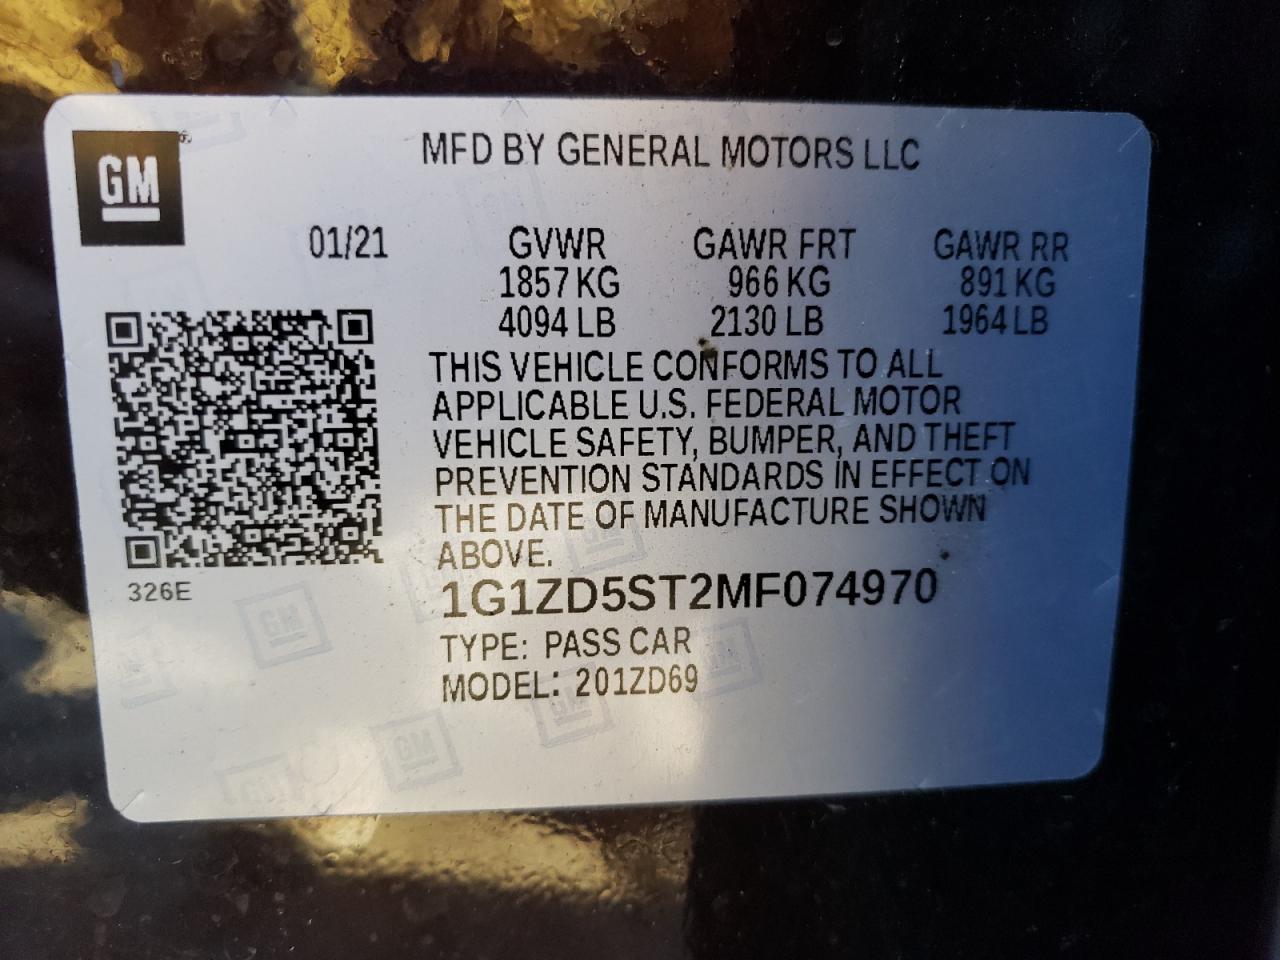 GM
MFD BY GENERAL MOTORS LLC
01/21 GVWR GAWR FRT GAWR RR
1857 KG 966 KG 891 KG
4094 LB 2130 LB 1964 LB
THIS VEHICLE CONFORMS TO ALL
APPLICABLE U.S. FEDERAL MOTOR
VEHICLE SAFETY, BUMPER, AND THEFT
PREVENTION STANDARDS IN EFFECT ON
THE DATE OF MANUFACTURE SHOWN
ABOVE.
326E
1G1ZD5ST2MF074970
TYPE: PASS CAR
MODEL: 201ZD69